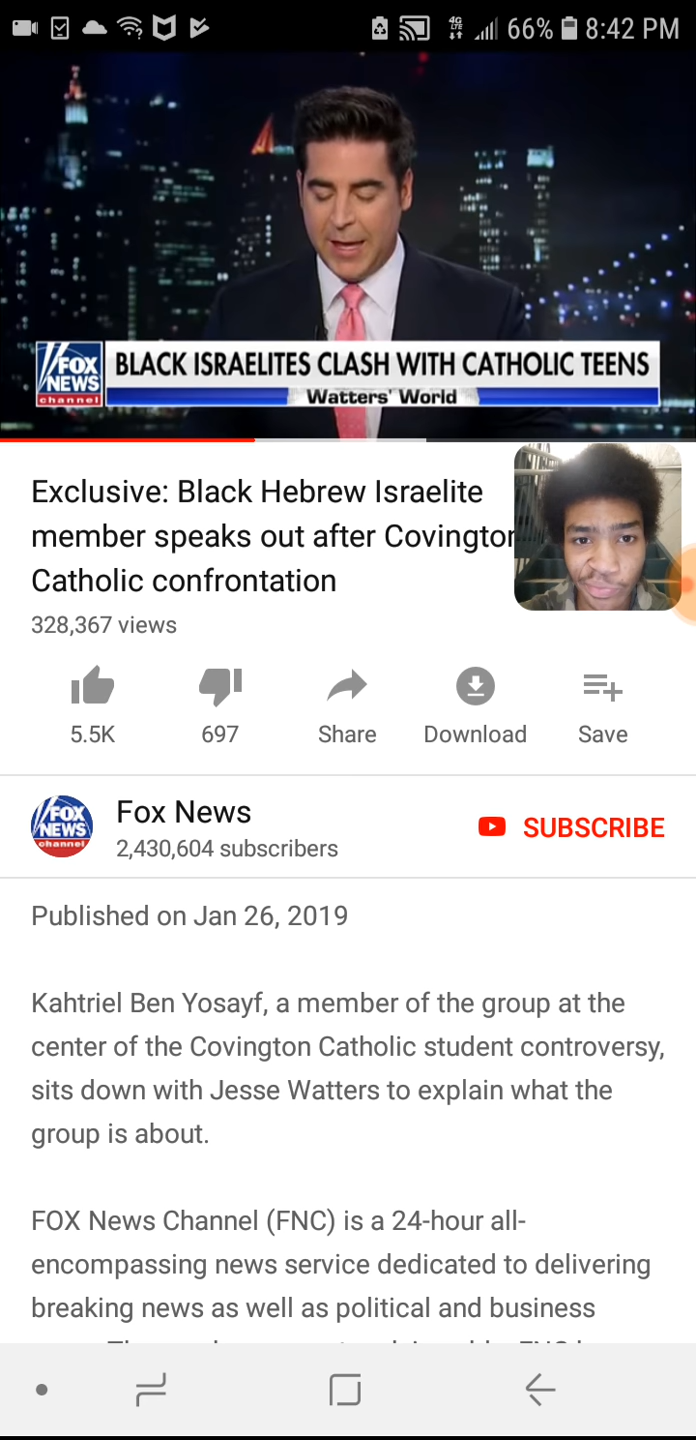 4G
LTE
66%
8:42 PM
FOX
NEWS
channel
BLACK ISRAELITES CLASH WITH CATHOLIC TEENS
Watters' World
Exclusive: Black Hebrew Israelite
member speaks out after Covington
Catholic confrontation
328,367 views
5.5K
697
Share
Download
Save
FOX
NEWS
channel
Fox News
2,430,604 subscribers
SUBSCRIBE
Published on Jan 26, 2019
Kahtriel Ben Yosayf, a member of the group at the
center of the Covington Catholic student controversy,
sits down with Jesse Watters to explain what the
group is about.
FOX News Channel (FNC) is a 24-hour all-
encompassing news service dedicated to delivering
breaking news as well as political and business